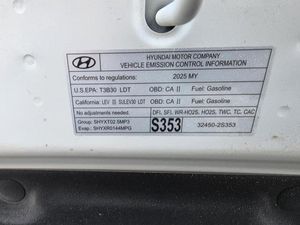 HYUNDAI
HYUNDAI MOTOR COMPANY
VEHICLE EMISSION CONTROL INFORMATION
Conforms to regulations: 2025 MY
U.S.EPA: T3B30 LDT OBD: CA II Fuel: Gasoline
California: LEV III SULEV30 LDT OBD: CA II Fuel: Gasoline
No adjustments needed. DFI, SFI, WR-HO2S, HO2S, TWC, TC, CAC
Group: SHYXT02.5MP3
Evap: SHYXR0144MPG
S353 32450-2S353